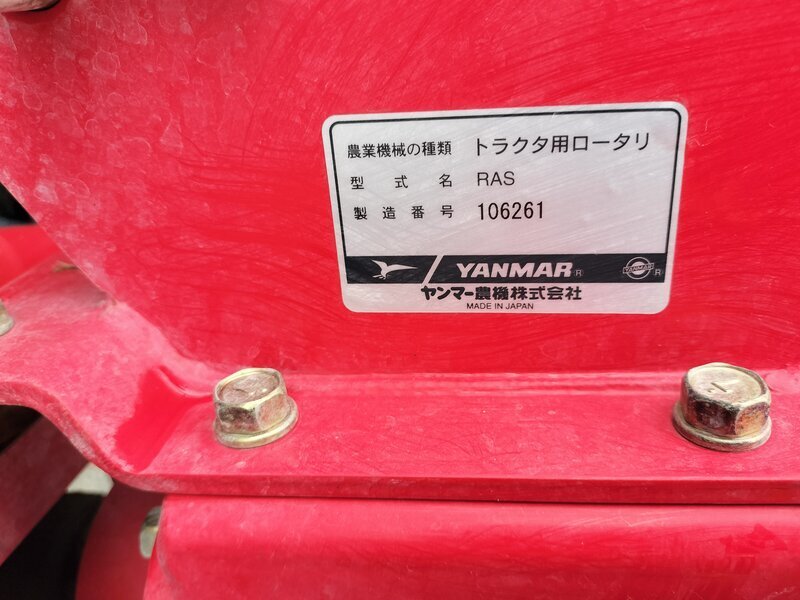 農業機械の種類 トラクタ用ロータリ
型式名 RAS
製造番号 106261
YANMAR® YANMAR ®
ヤンマー農機株式会社
MADE IN JAPAN